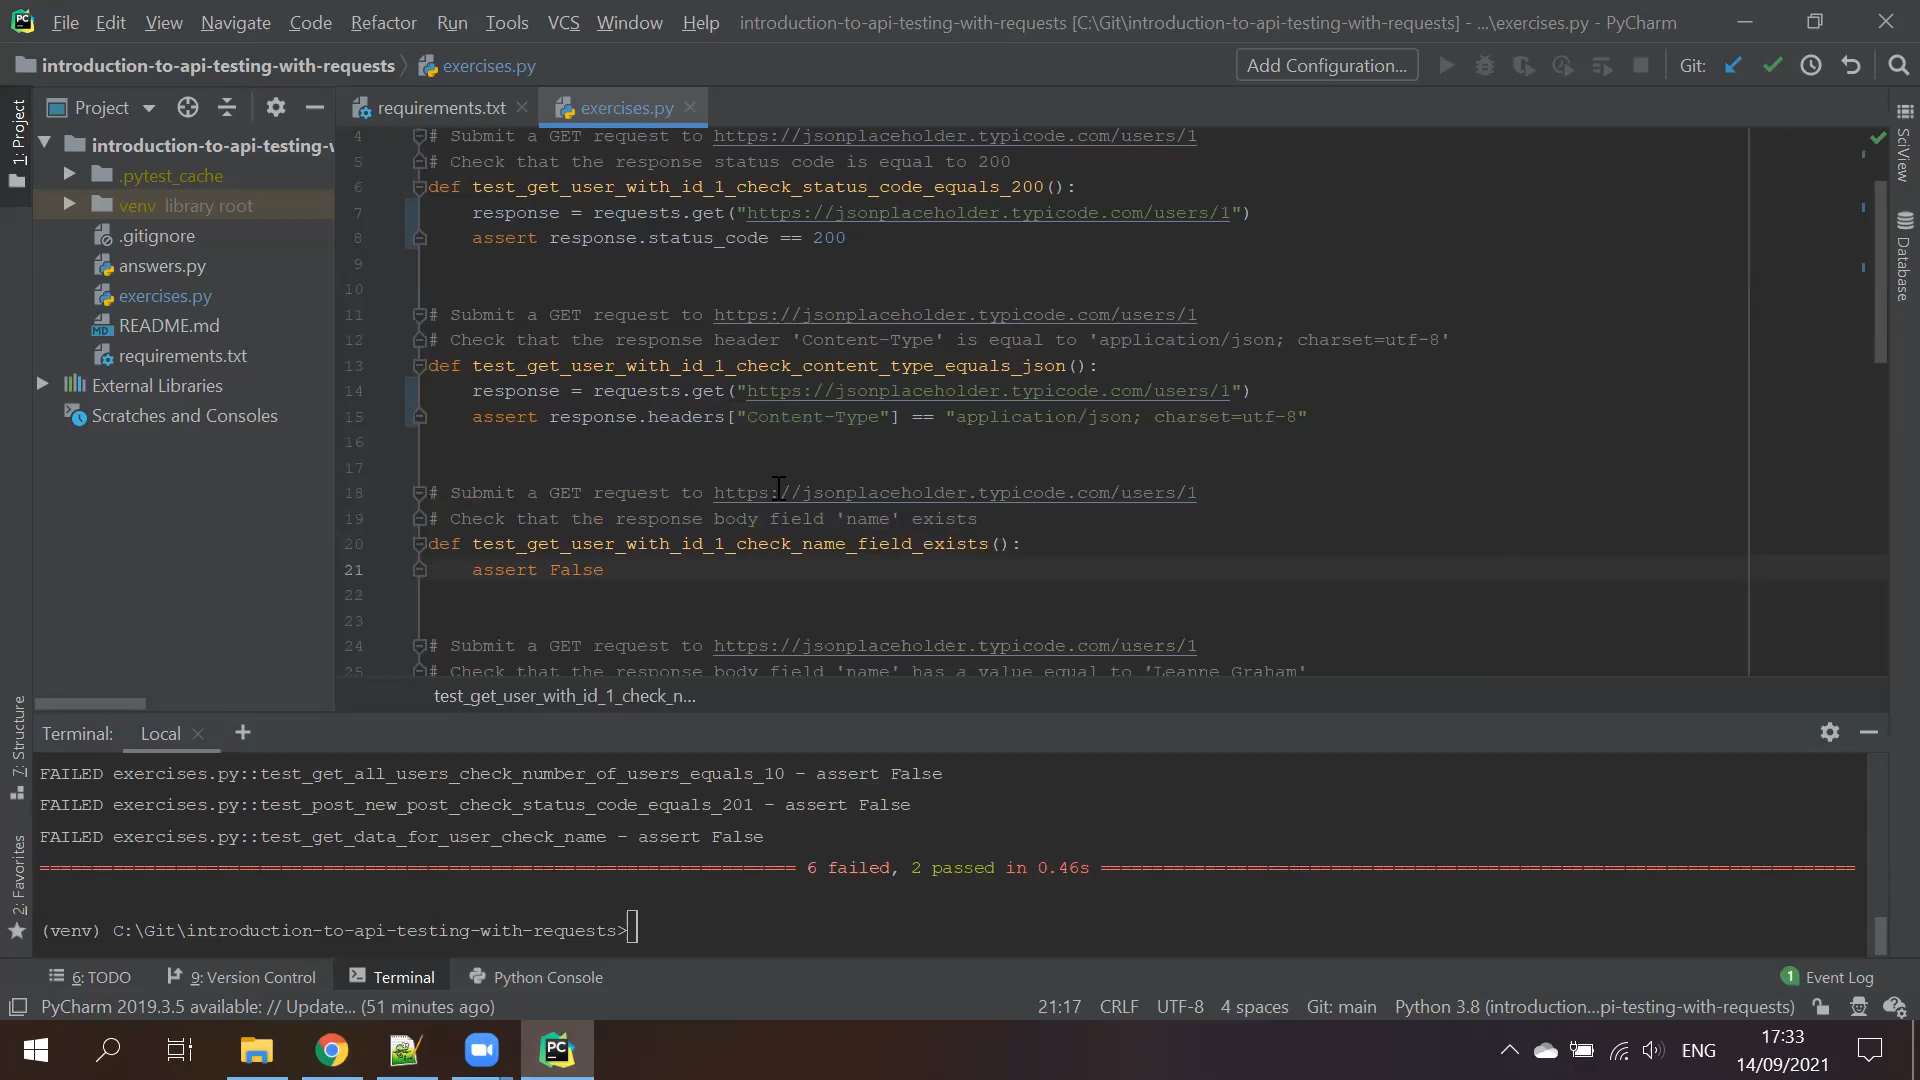 File Edit View Navigate Code Refactor Run Tools VCS Window Help introduction-to-api-testing-with-requests [C:\Git\introduction-to-api-testing-with-requests] - ...\exercises.py - PyCharm
introduction-to-api-testing-with-requests exercises.py Add Configuration... Git:
1: Project
Project
requirements.txt exercises.py
introduction-to-api-testing-w
.pytest_cache
venv library root
.gitignore
answers.py
exercises.py
README.md
requirements.txt
External Libraries
Scratches and Consoles
4 # Submit a GET request to https://jsonplaceholder.typicode.com/users/1
5 # Check that the response status code is equal to 200
6 def test_get_user_with_id_1_check_status_code_equals_200():
7 response = requests.get("https://jsonplaceholder.typicode.com/users/1")
8 assert response.status_code == 200
9
10
11 # Submit a GET request to https://jsonplaceholder.typicode.com/users/1
12 # Check that the response header 'Content-Type' is equal to 'application/json; charset=utf-8'
13 def test_get_user_with_id_1_check_content_type_equals_json():
14 response = requests.get("https://jsonplaceholder.typicode.com/users/1")
15 assert response.headers["Content-Type"] == "application/json; charset=utf-8"
16
17
18 # Submit a GET request to https://jsonplaceholder.typicode.com/users/1
19 # Check that the response body field 'name' exists
20 def test_get_user_with_id_1_check_name_field_exists():
21 assert False
22
23
24 # Submit a GET request to https://jsonplaceholder.typicode.com/users/1
25 # Check that the response body field 'name' has a value equal to 'Leanne Graham'
test_get_user_with_id_1_check_n...
SciView
Database
7: Structure
2: Favorites
Terminal: Local
FAILED exercises.py::test_get_all_users_check_number_of_users_equals_10 - assert False
FAILED exercises.py::test_post_new_post_check_status_code_equals_201 - assert False
FAILED exercises.py::test_get_data_for_user_check_name - assert False
6 failed, 2 passed in 0.46s
(venv) C:\Git\introduction-to-api-testing-with-requests>
6: TODO 9: Version Control Terminal Python Console 1 Event Log
PyCharm 2019.3.5 available: // Update... (51 minutes ago) 21:17 CRLF UTF-8 4 spaces Git: main Python 3.8 (introduction...pi-testing-with-requests)
ENG
17:33
14/09/2021